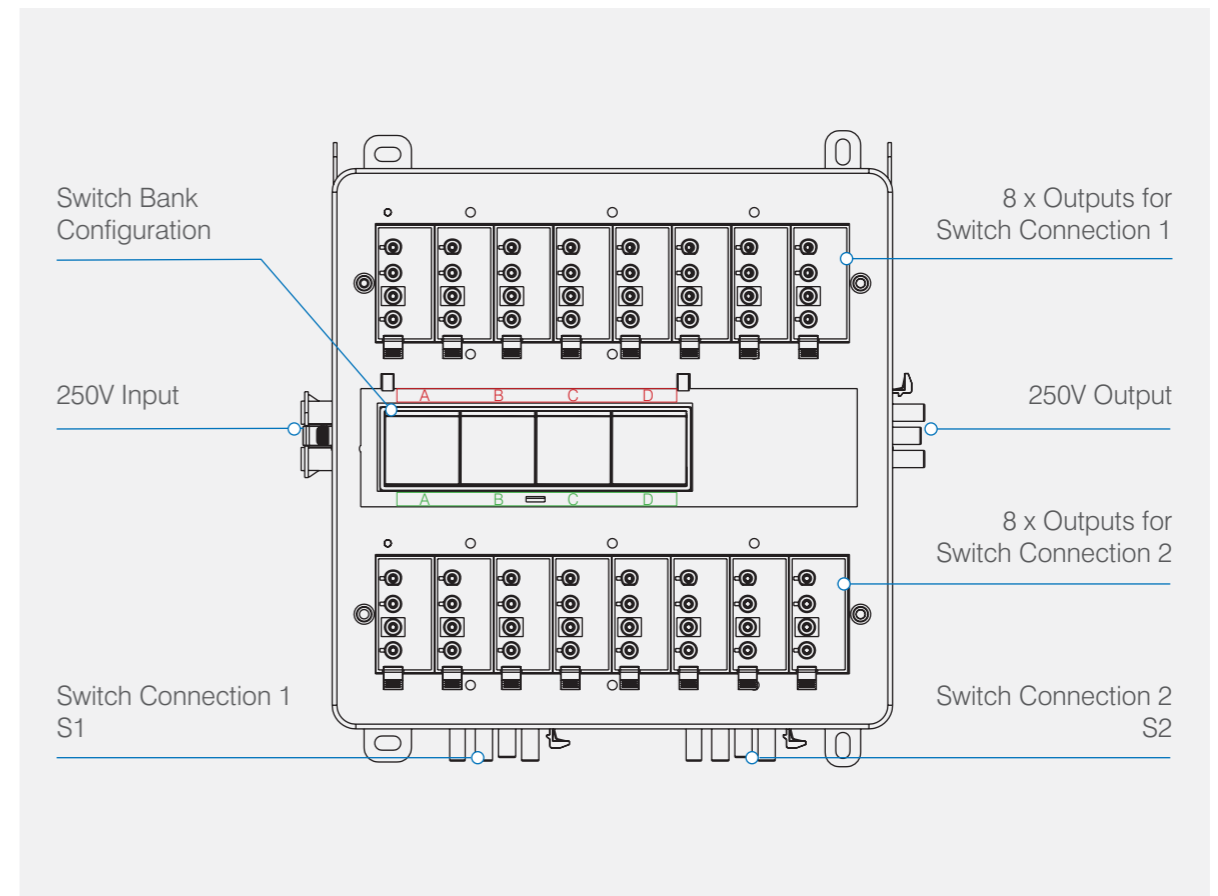 Switch Bank
Configuration
8 x Outputs for
Switch Connection 1
250V Input
A B C D
250V Output
A B C D
8 x Outputs for
Switch Connection 2
Switch Connection 1
S1
Switch Connection 2
S2